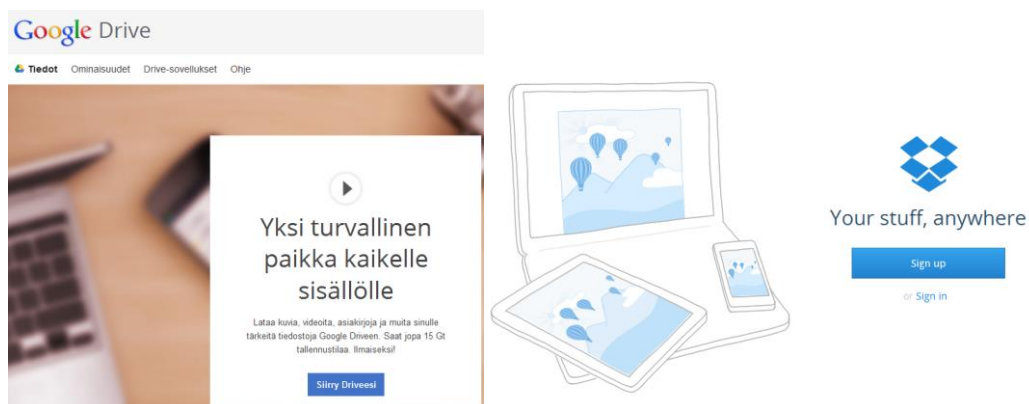 Google Drive
Tiedot Ominaisuudet Drive-sovellukset Ohje
Yksi turvallinen
paikka kaikelle
sisällölle
Lataa kuvia, videoita, asiakirjoja ja muita sinulle
tärkeitä tiedostoja Google Driveen. Saat jopa 15 Gt
tallennustilaa. Ilmaiseksi!
Siirry Driveesi
Your stuff, anywhere
Sign up
or Sign in